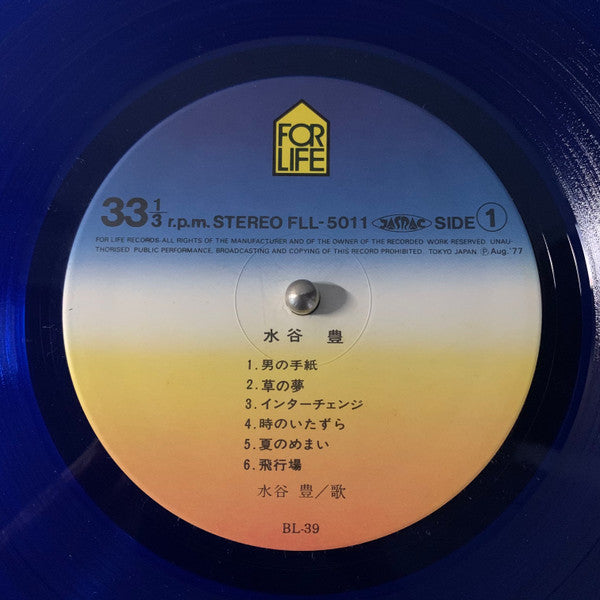 FOR
LIFE
33 1/3 r.p.m. STEREO FLL-5011 JASRAC SIDE 1
FOR LIFE RECORDS·ALL RIGHTS OF THE MANUFACTURER AND OF THE OWNER OF THE RECORDED WORK RESERVED. UNAU-
THORISED PUBLIC PERFORMANCE, BROADCASTING AND COPYING OF THIS RECORD PROHIBITED. TOKYO JAPAN. Ⓟ Aug. '77
水谷 豊
1. 男の手紙
2. 草の夢
3. インターチェンジ
4. 時のいたずら
5. 夏のめまい
6. 飛行場
水谷 豊／歌
BL-39